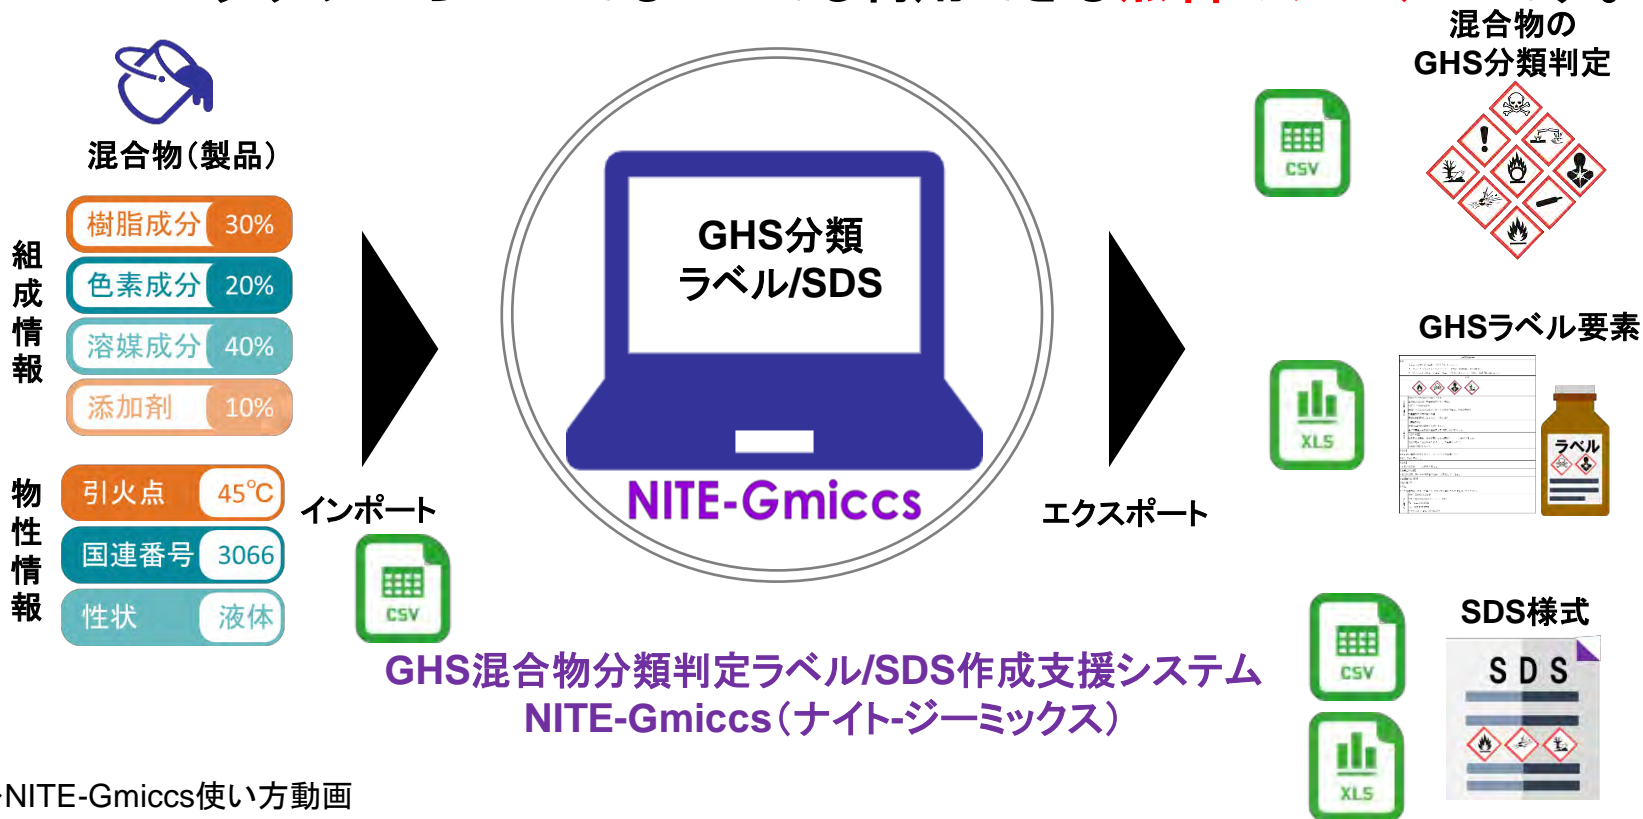 混合物の
GHS分類判定
混合物（製品）
組成情報
樹脂成分 30%
色素成分 20%
溶媒成分 40%
添加剤 10%
物性情報
引火点 45℃
国連番号 3066
性状 液体
インポート
CSV
GHS分類
ラベル/SDS
NITE-Gmiccs
エクスポート
CSV
GHSラベル要素
XLS
ラベル
SDS様式
CSV
XLS
SDS
GHS混合物分類判定ラベル/SDS作成支援システム
NITE-Gmiccs（ナイト-ジーミックス）
NITE-Gmiccs使い方動画